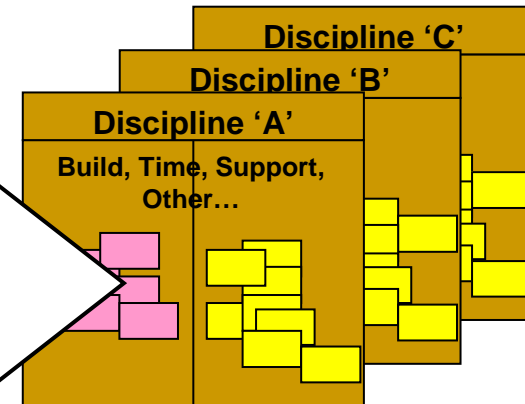 Discipline ‘C’
Discipline ‘B’
Discipline ‘A’
Build, Time, Support,
Other…